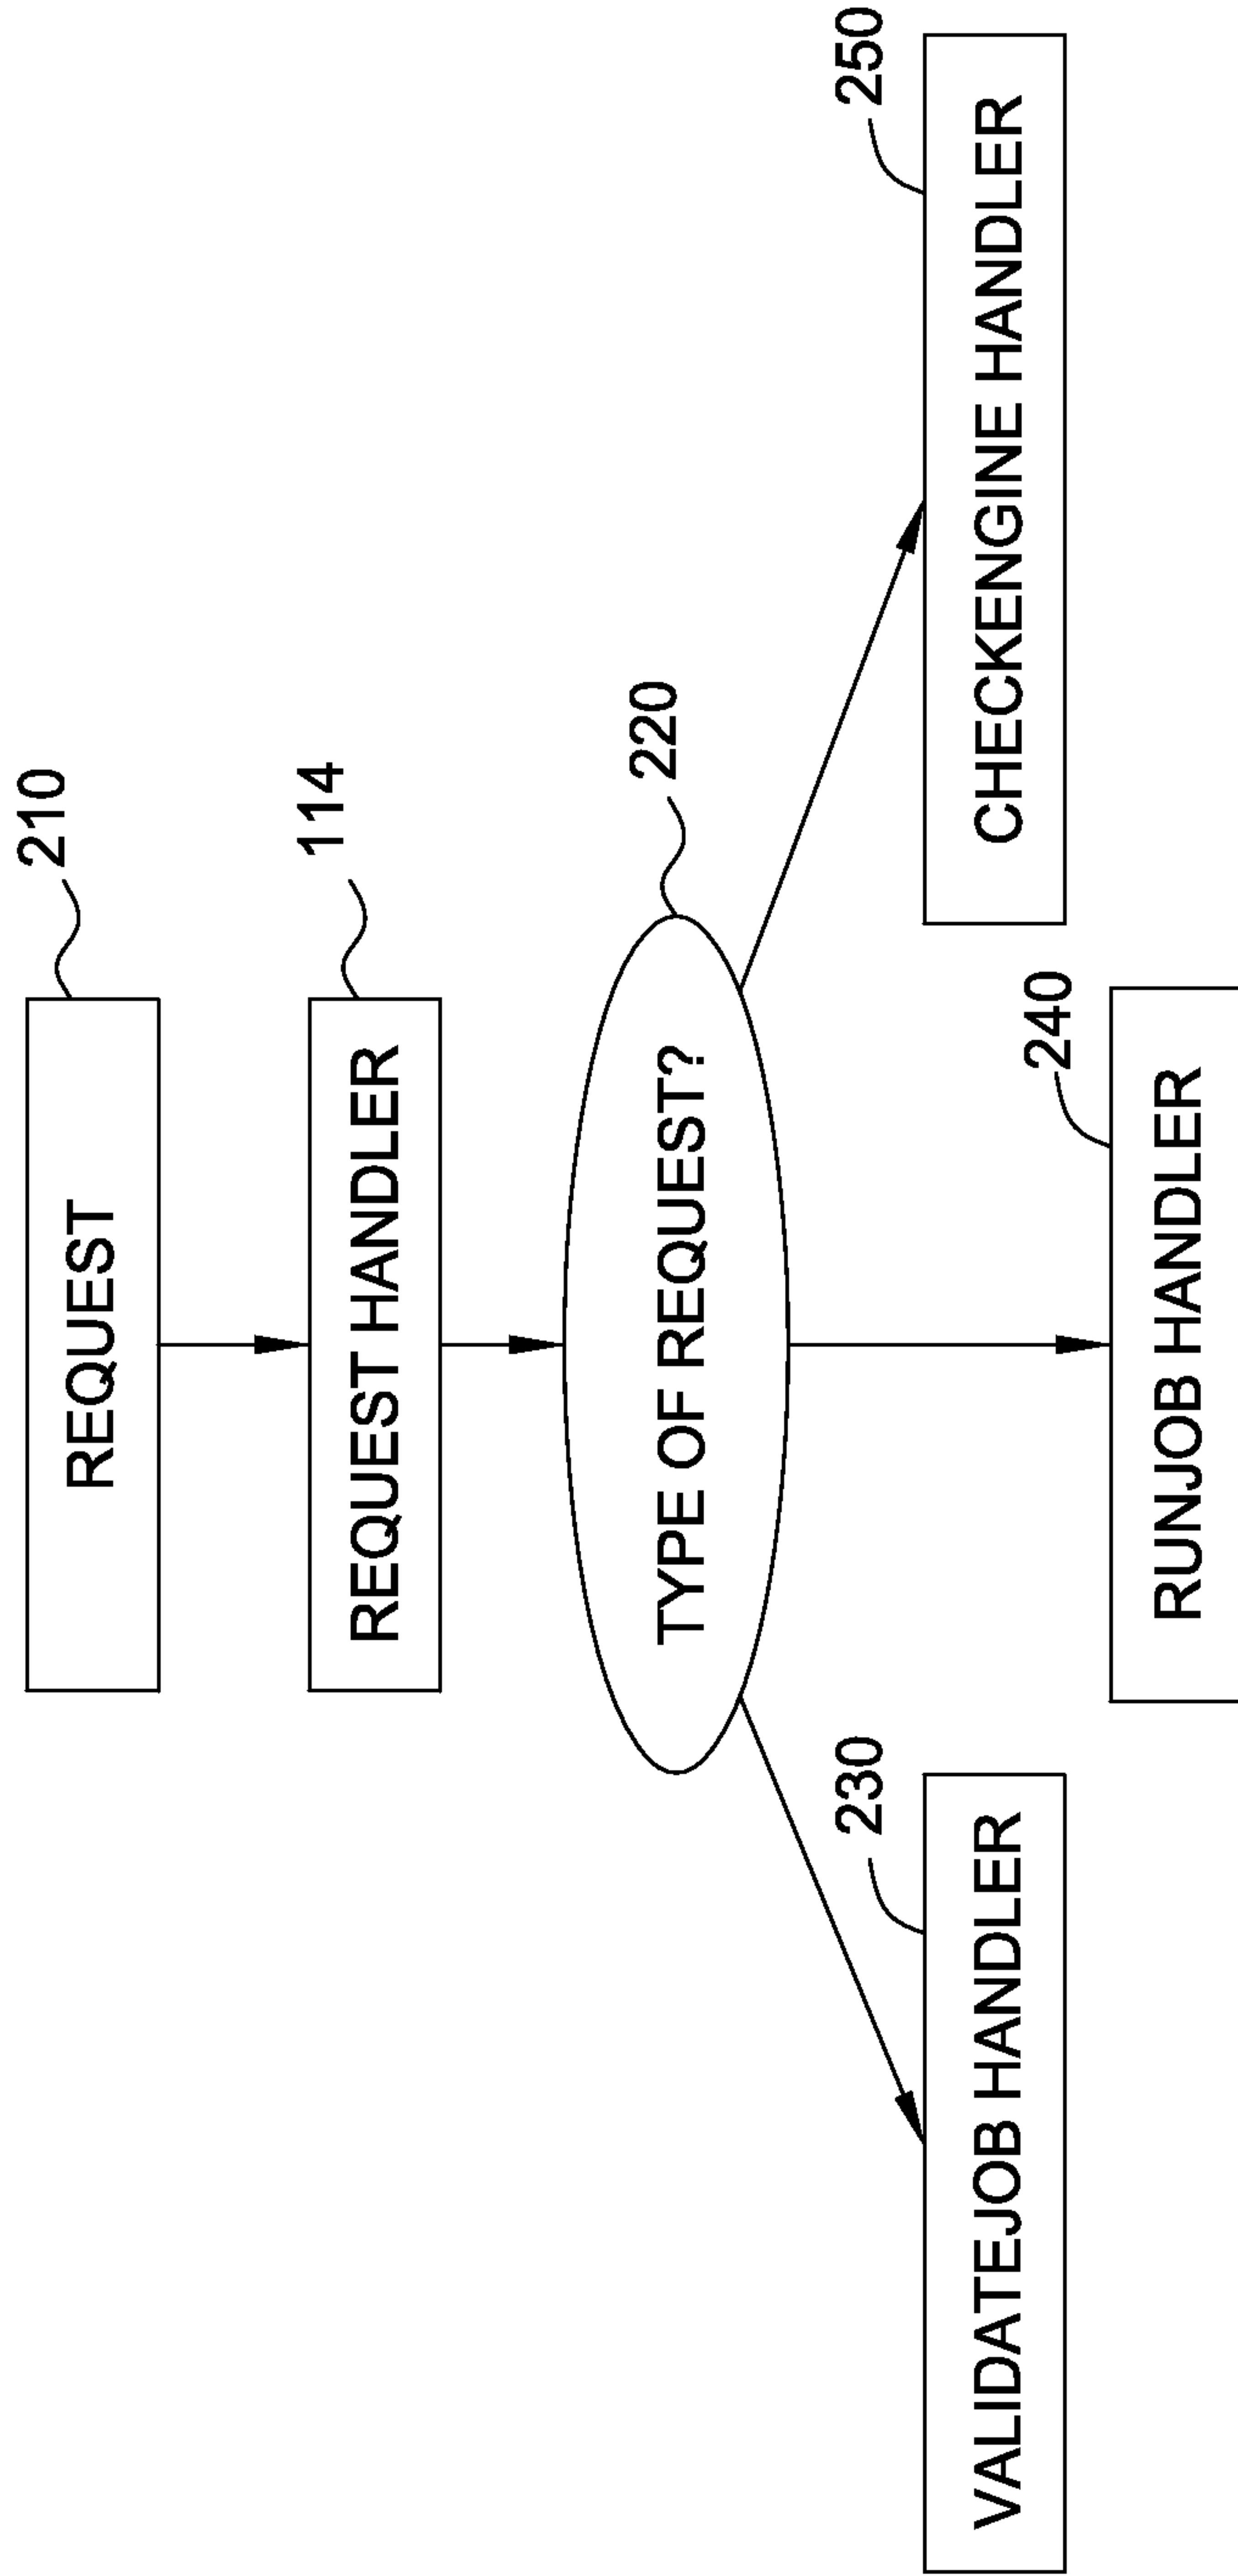 210
REQUEST
114
REQUEST HANDLER
220
TYPE OF REQUEST?
230
VALIDATEJOB HANDLER
240
RUNJOB HANDLER
250
CHECKENGINE HANDLER